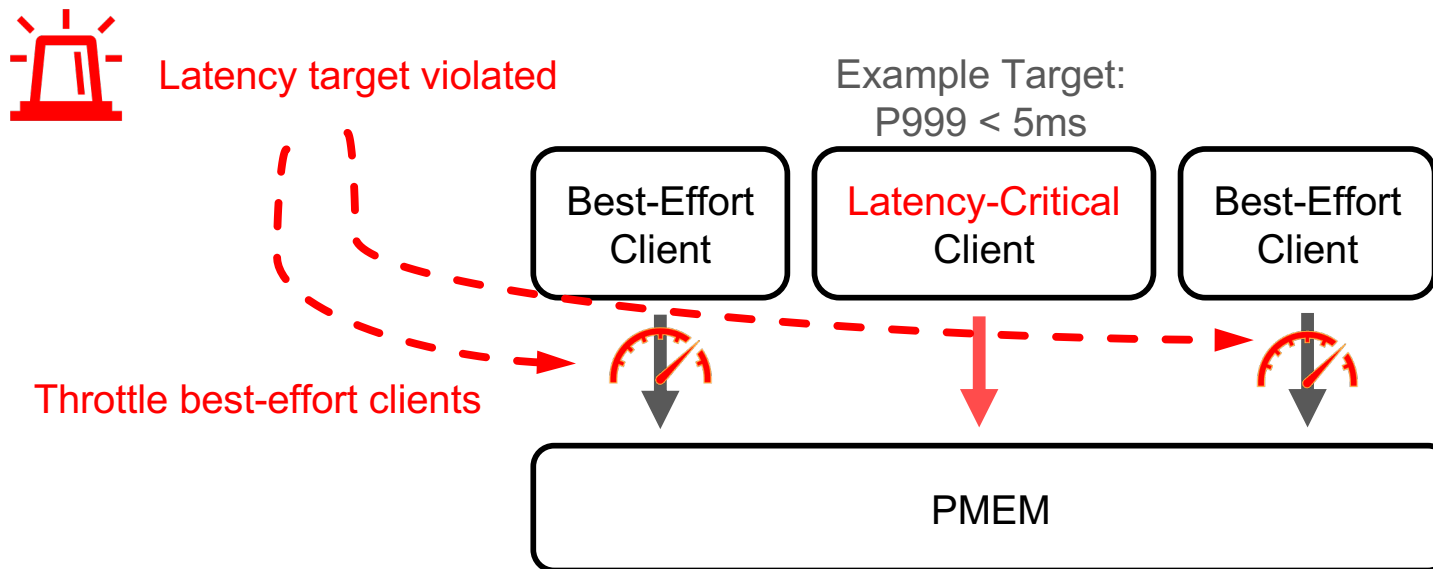 Latency target violated
Example Target:
P999 < 5ms
Best-Effort
Client
Latency-Critical
Client
Best-Effort
Client
Throttle best-effort clients
PMEM